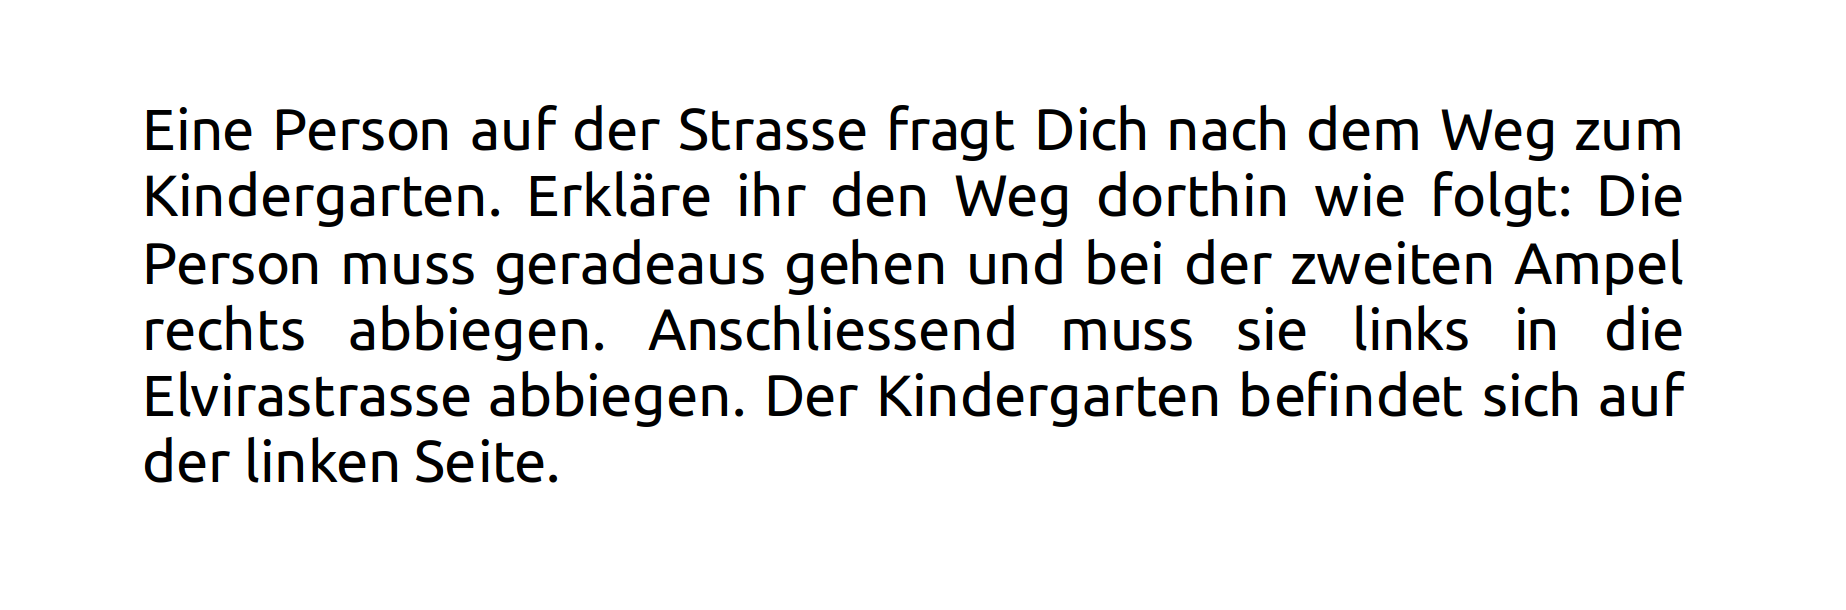 Eine Person auf der Strasse fragt Dich nach dem Weg zum
Kindergarten. Erkläre ihr den Weg dorthin wie folgt: Die
Person muss geradeaus gehen und bei der zweiten Ampel
rechts abbiegen. Anschliessend muss sie links in die
Elvirastrasse abbiegen. Der Kindergarten befindet sich auf
der linken Seite.